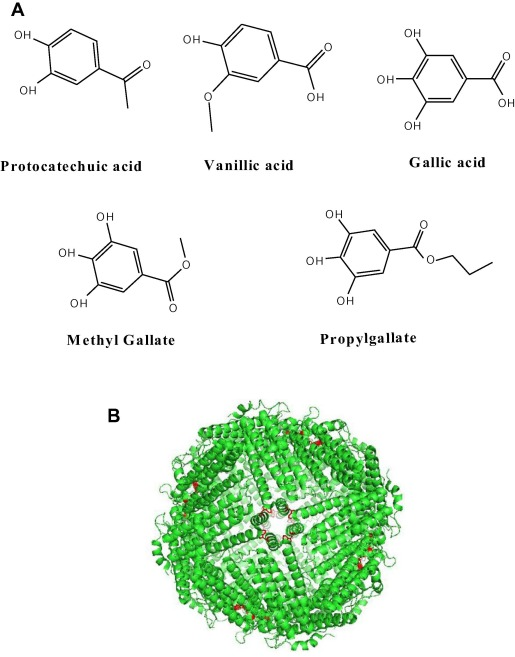 A
OH
OH
O
Protocatechuic acid
OH
O
O
OH
Vanillic acid
OH
OH
OH
O
OH
Gallic acid
OH
OH
OH
O
O
Methyl Gallate
OH
OH
OH
O
O
Propylgallate
B